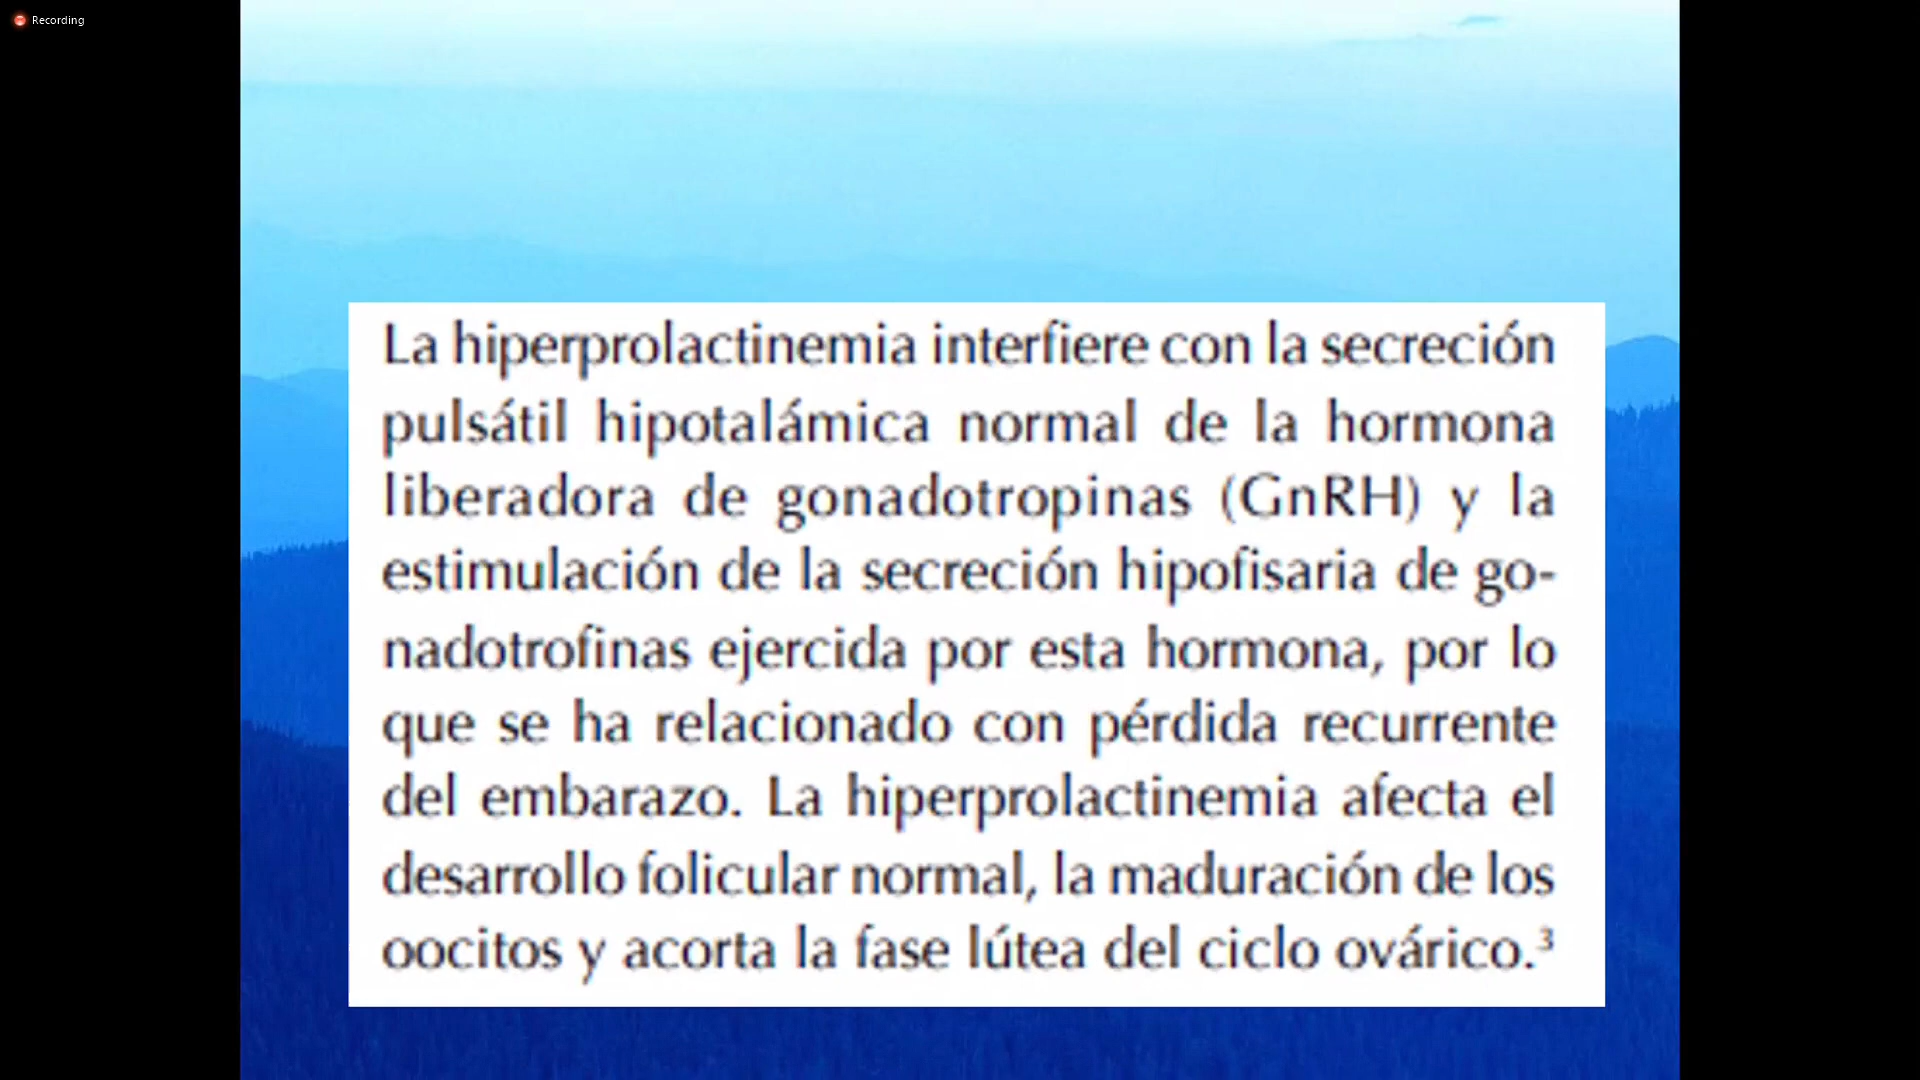 Recording
La hiperprolactinemia interfiere con la secreción
pulsátil hipotalámica normal de la hormona
liberadora de gonadotropinas (GnRH) y la
estimulación de la secreción hipofisaria de go-
nadotrofinas ejercida por esta hormona, por lo
que se ha relacionado con pérdida recurrente
del embarazo. La hiperprolactinemia afecta el
desarrollo folicular normal, la maduración de los
oocitos y acorta la fase lútea del ciclo ovárico.³